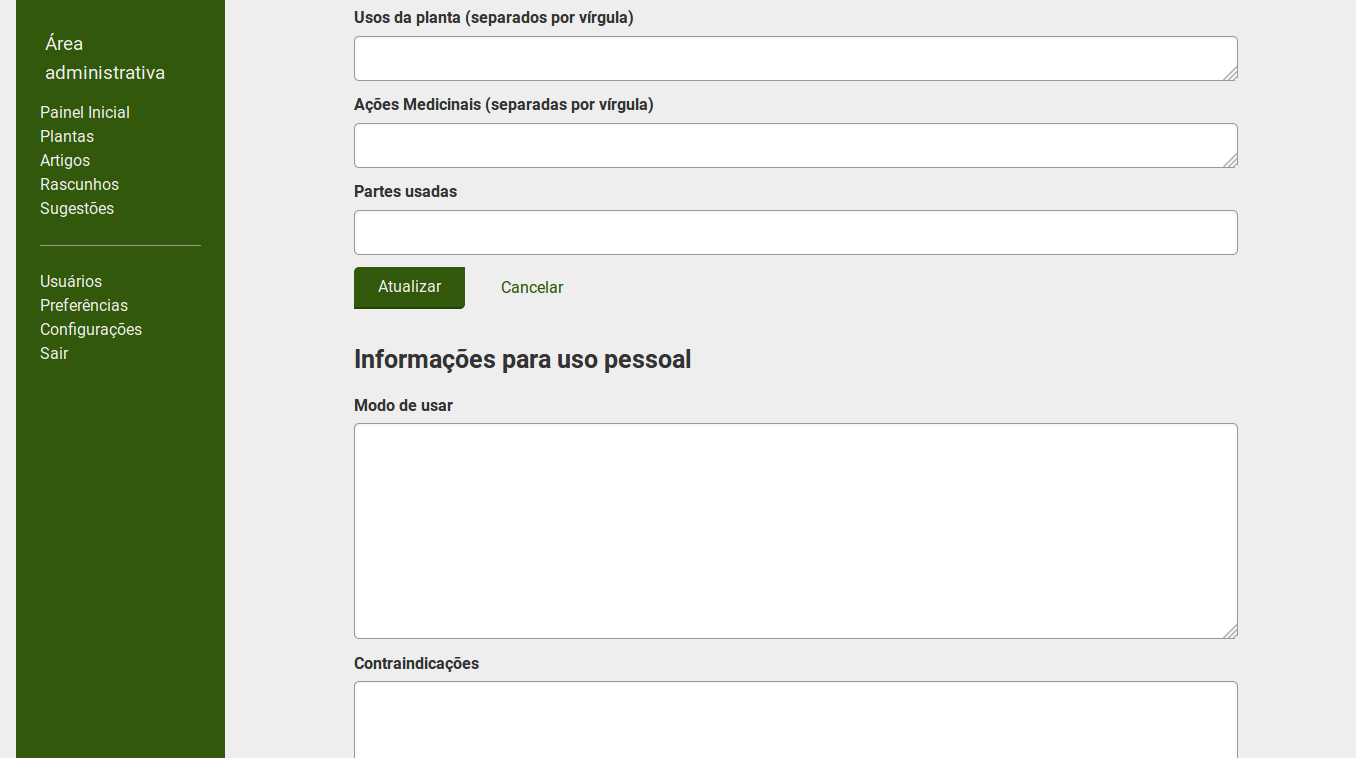 Área
administrativa
Painel Inicial
Plantas
Artigos
Rascunhos
Sugestões
Usuários
Preferências
Configurações
Sair
Usos da planta (separados por vírgula)
Ações Medicinais (separadas por vírgula)
Partes usadas
Atualizar
Cancelar
Informações para uso pessoal
Modo de usar
Contraindicações